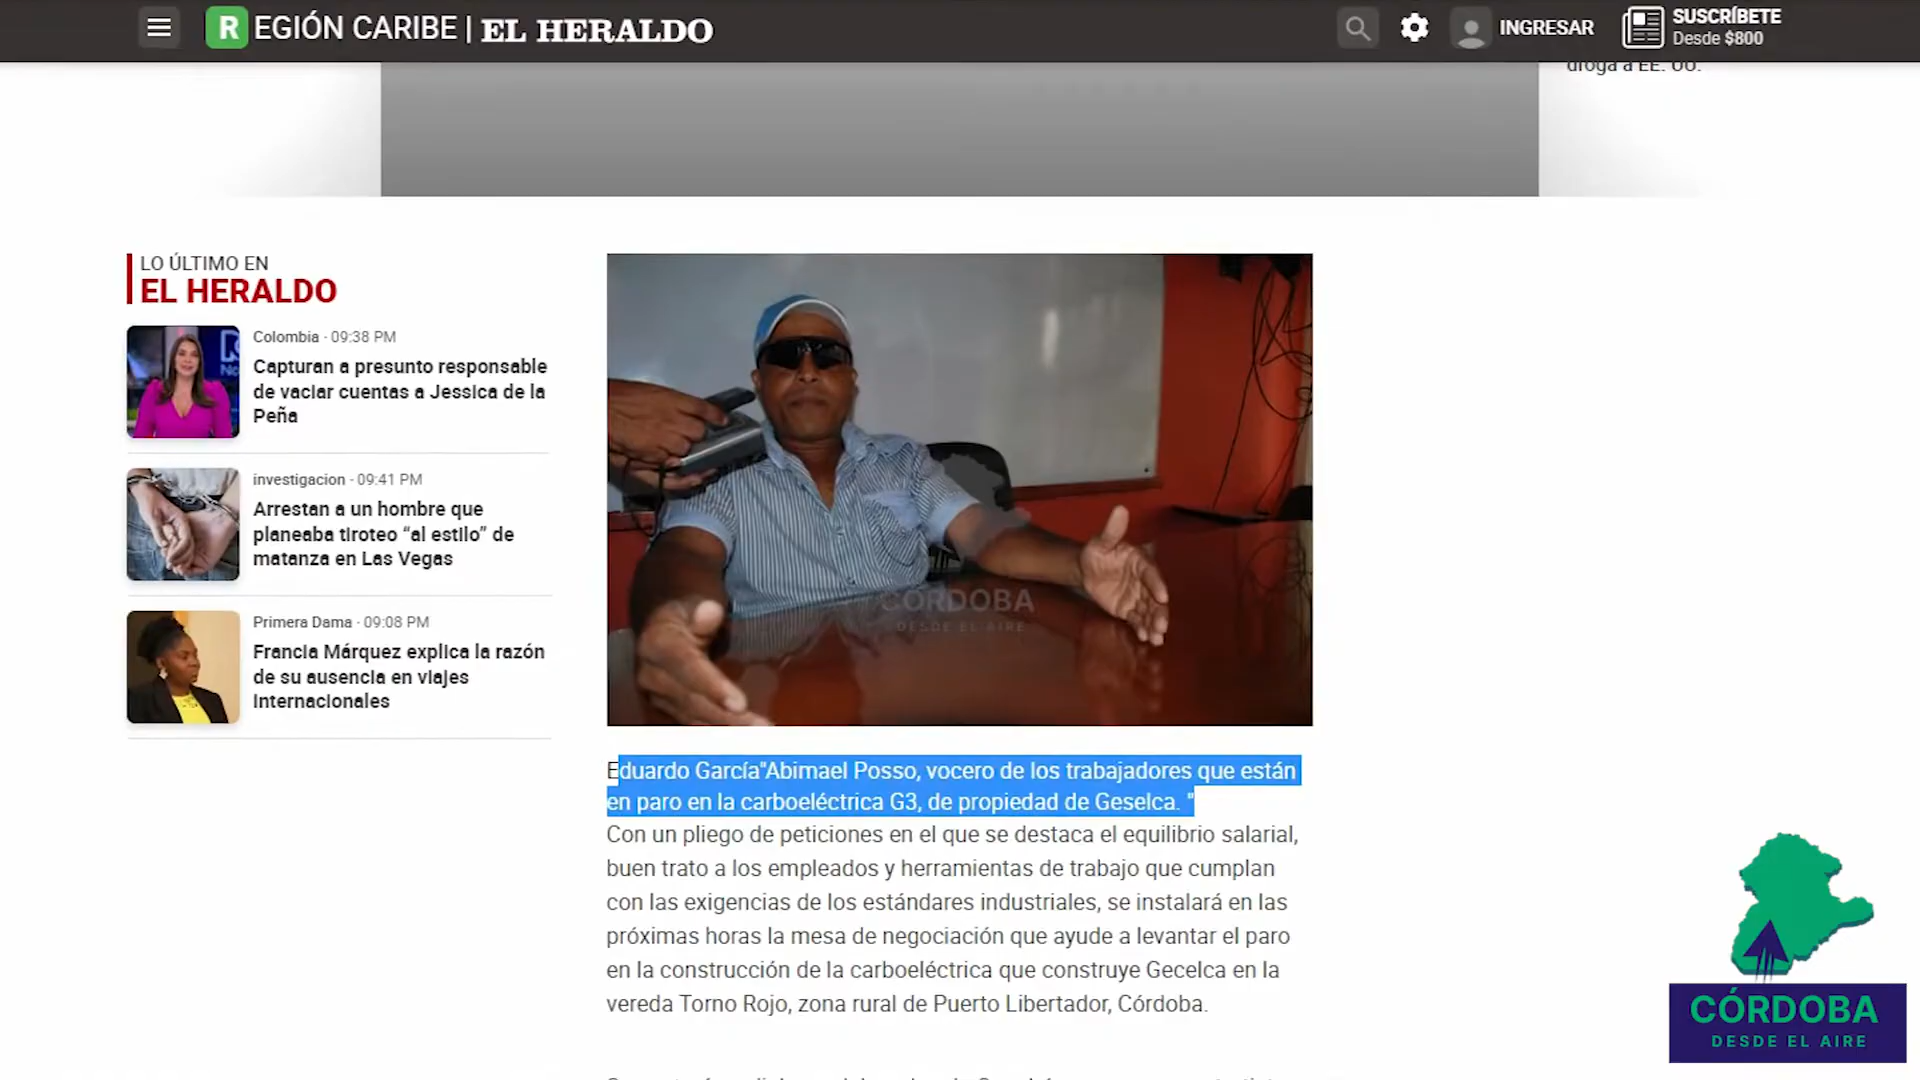 REGIÓN CARIBE | EL HERALDO
INGRESAR
SUSCRÍBETE
Desde $800
droga a EE. UU.
LO ÚLTIMO EN
EL HERALDO
Colombia · 09:38 PM
Capturan a presunto responsable
de vaciar cuentas a Jessica de la
Peña
investigacion · 09:41 PM
Arrestan a un hombre que
planeaba tiroteo “al estilo” de
matanza en Las Vegas
Primera Dama · 09:08 PM
Francia Márquez explica la razón
de su ausencia en viajes
Internacionales
CÓRDOBA
DESDE EL AIRE
Eduardo García"Abimael Posso, vocero de los trabajadores que están
en paro en la carboeléctrica G3, de propiedad de Geselca. "
Con un pliego de peticiones en el que se destaca el equilibrio salarial,
buen trato a los empleados y herramientas de trabajo que cumplan
con las exigencias de los estándares industriales, se instalará en las
próximas horas la mesa de negociación que ayude a levantar el paro
en la construcción de la carboeléctrica que construye Gecelca en la
vereda Torno Rojo, zona rural de Puerto Libertador, Córdoba.
CÓRDOBA
DESDE EL AIRE